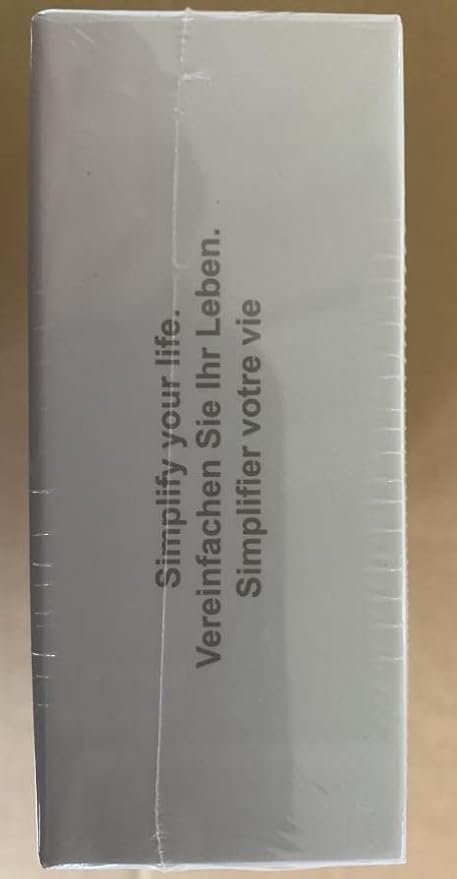 Simplify your life.
Vereinfachen Sie Ihr Leben.
Simplifier votre vie